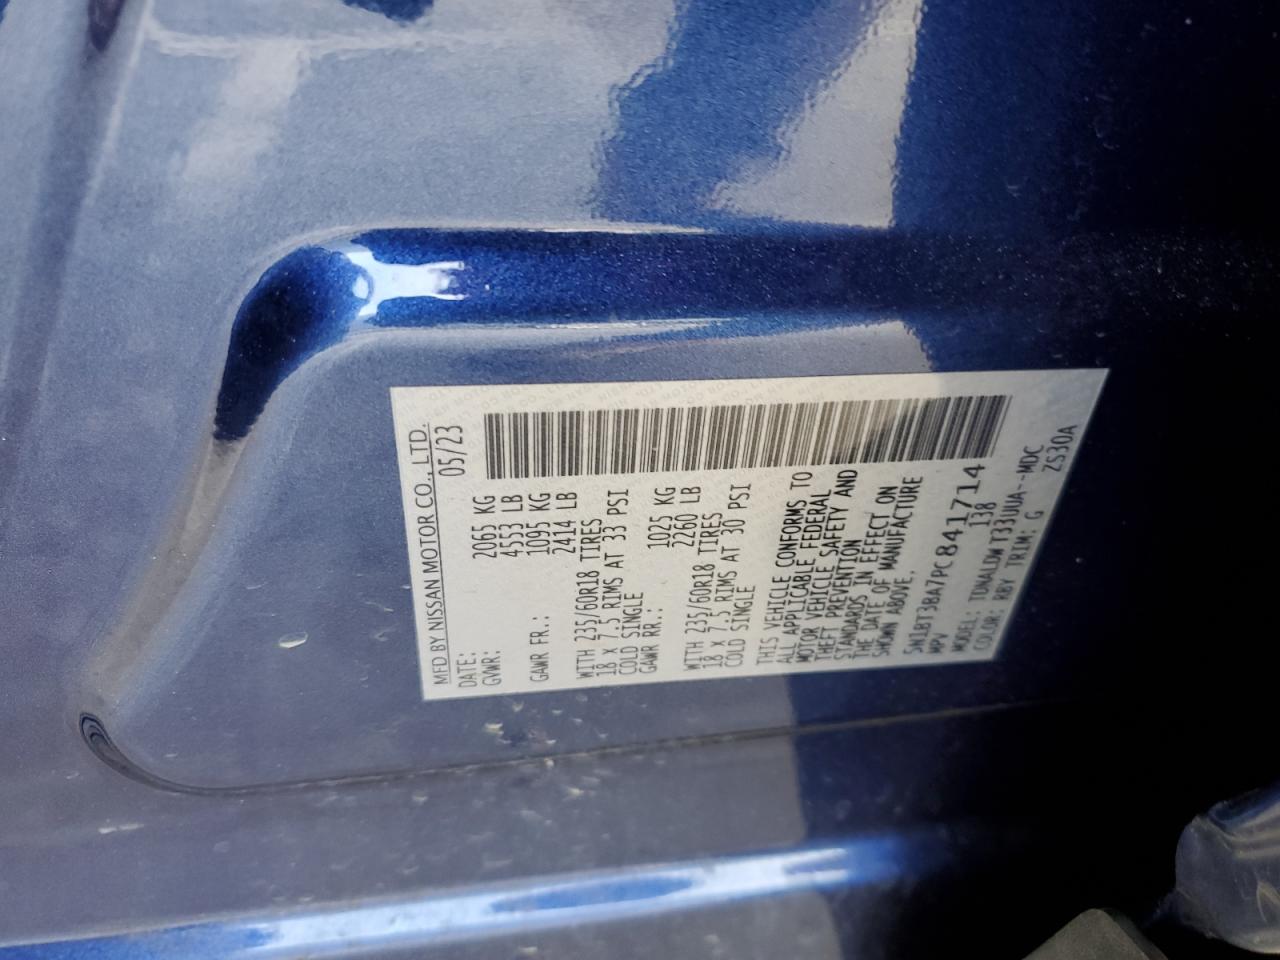 MFD BY NISSAN MOTOR CO., LTD.
DATE: 05/23
GVWR: 2065 KG
4553 LB
GAWR FR.: 1095 KG
2414 LB
WITH 235/60R18 TIRES
18 X 7.5 RIMS AT 33 PSI
COLD SINGLE
GAWR RR.: 1025 KG
2260 LB
WITH 235/60R18 TIRES
18 X 7.5 RIMS AT 30 PSI
COLD SINGLE
THIS VEHICLE CONFORMS TO
ALL APPLICABLE FEDERAL
MOTOR VEHICLE SAFETY AND
THEFT PREVENTION
STANDARDS IN EFFECT ON
THE DATE OF MANUFACTURE
SHOWN ABOVE.
5N1BT3BA7PC841714
MPV 138
MODEL: TDNALDW T33UUA--MDC
COLOR: RBY TRIM: G ZS30A